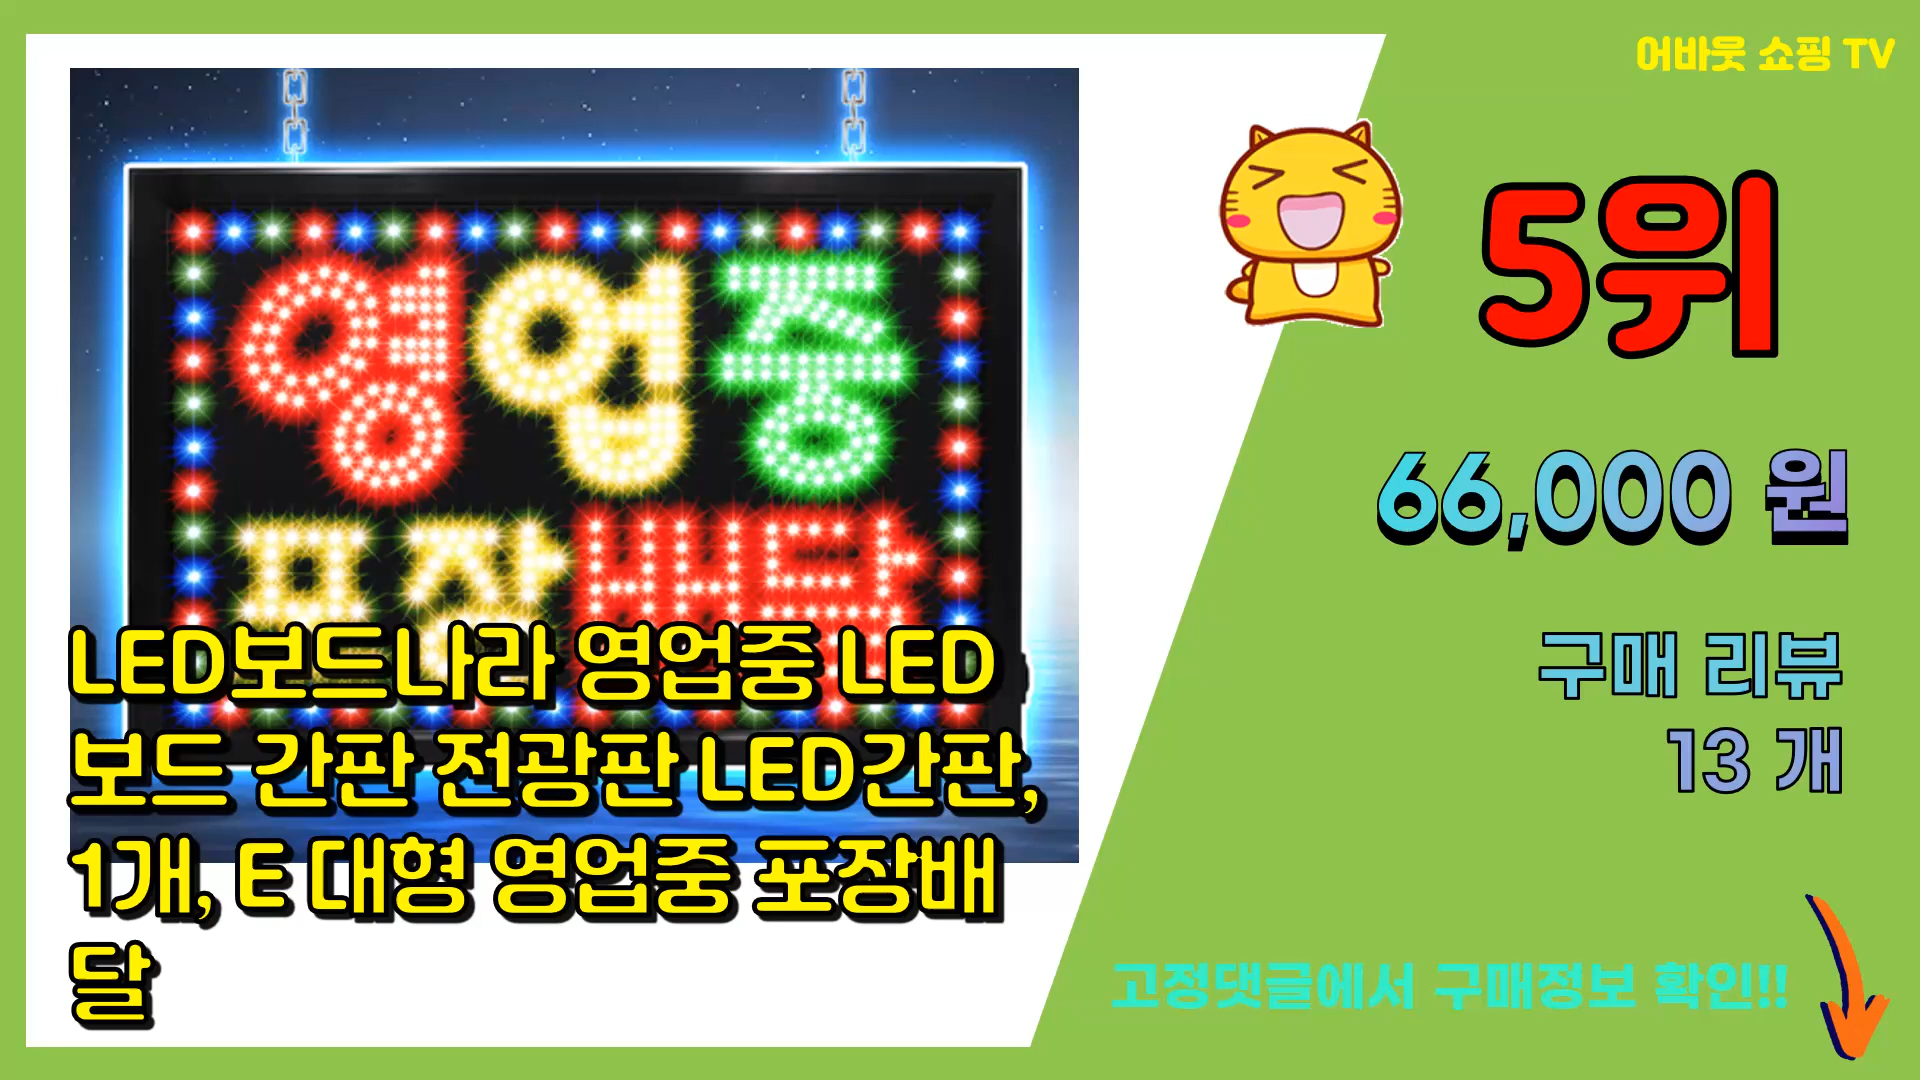 어바웃 쇼핑 TV
5위
영업중
포장 배달
66,000 원
구매 리뷰
13 개
LED보드나라 영업중 LED
보드 간판 전광판 LED간판,
1개, E 대형 영업중 포장배
달
고정댓글에서 구매정보 확인!!